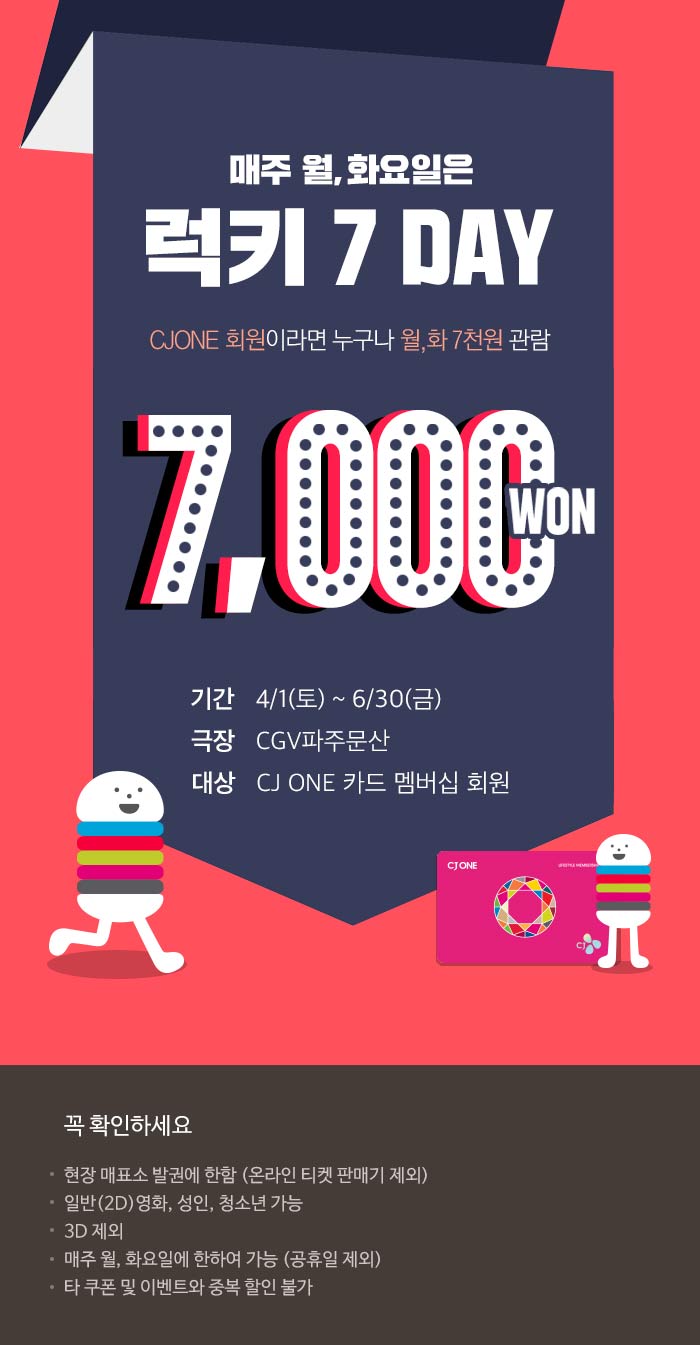 매주 월, 화요일은
럭키 7 DAY
CJONE 회원이라면 누구나 월,화 7천원 관람
7,000 WON
기간 4/1(토) ~ 6/30(금)
극장 CGV파주문산
대상 CJ ONE 카드 멤버십 회원
CJ ONE
LIFESTYLE MEMBERSHIP
CJ
꼭 확인하세요
• 현장 매표소 발권에 한함 (온라인 티켓 판매기 제외)
• 일반(2D)영화, 성인, 청소년 가능
• 3D 제외
• 매주 월, 화요일에 한하여 가능 (공휴일 제외)
• 타 쿠폰 및 이벤트와 중복 할인 불가